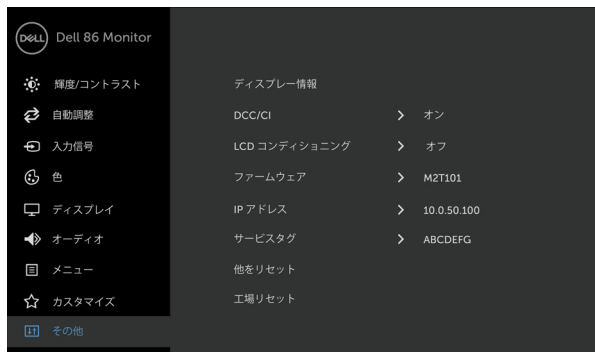 DELL Dell 86 Monitor
輝度/コントラスト ディスプレー情報
自動調整 DCC/CI オン
入力信号 LCD コンディショニング オフ
色 ファームウェア M2T101
ディスプレイ IP アドレス 10.0.50.100
オーディオ サービスタグ ABCDEFG
メニュー 他をリセット
カスタマイズ 工場リセット
その他